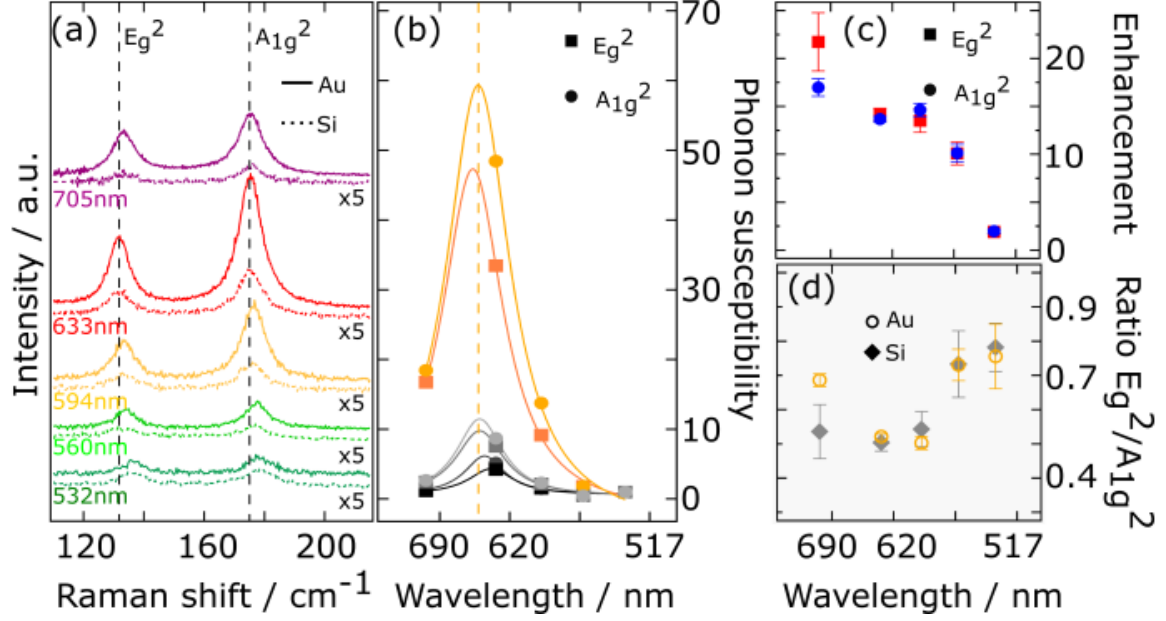 (a)
Eg²
A₁g²
Au
Si
705nm
x5
633nm
x5
594nm
x5
560nm
x5
532nm
x5
Intensity / a.u.
120 160 200
Raman shift / cm⁻¹
(b)
Eg²
A₁g²
70
50
30
10
0
Phonon susceptibility
690 620 517
Wavelength / nm
(c)
Eg²
A₁g²
20
10
0
Enhancement
(d)
Au
Si
0.9
0.7
0.4
Ratio Eg²/A₁g²
690 620 517
Wavelength / nm